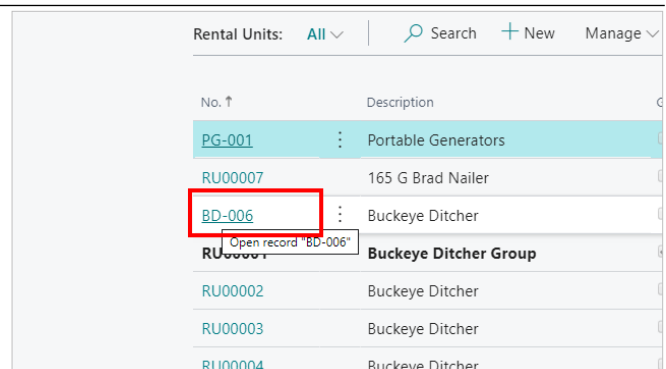 Rental Units: All Search + New Manage
No. ↑ Description
PG-001 Portable Generators
RU00007 165 G Brad Nailer
BD-006 Buckeye Ditcher
Open record "BD-006"
Buckeye Ditcher Group
RU00002 Buckeye Ditcher
RU00003 Buckeye Ditcher
RU00004 Buckeye Ditcher